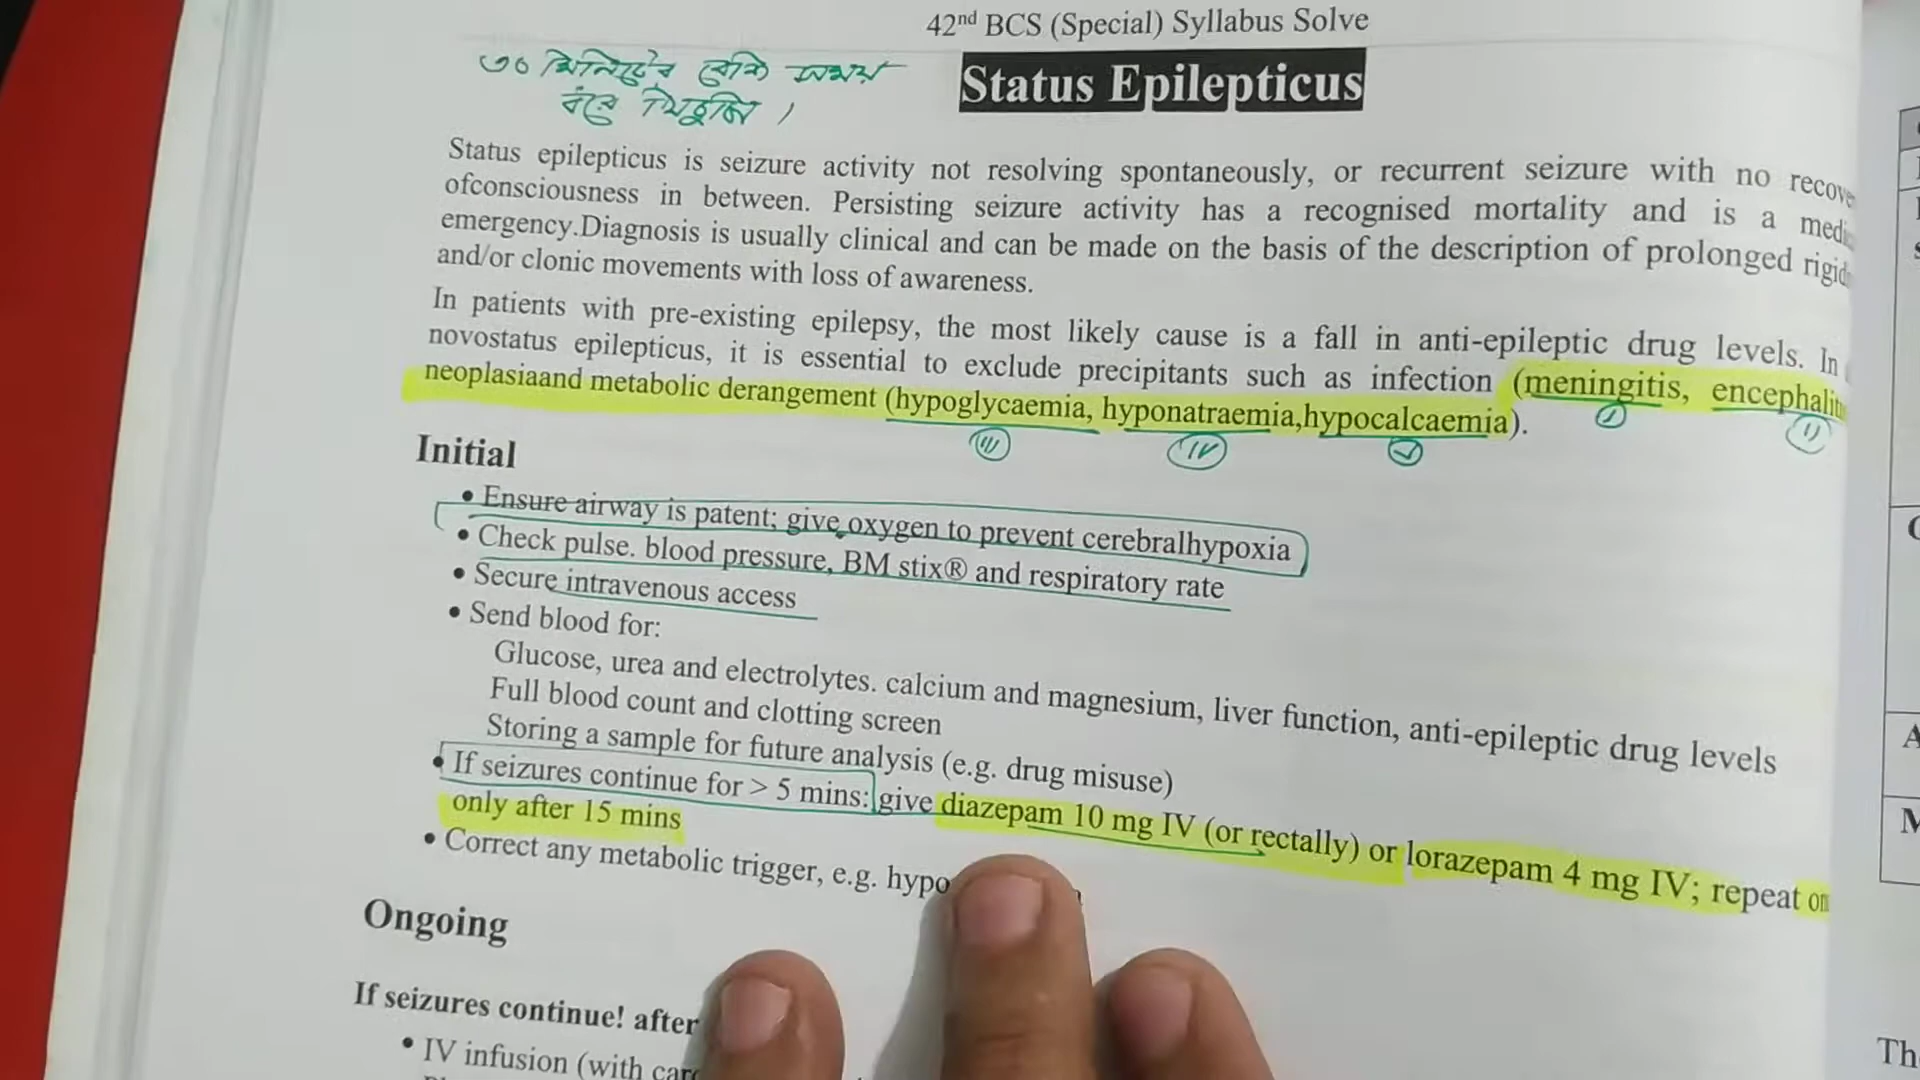 42nd BCS (Special) Syllabus Solve
৩০ মিনিটের বেশি সময়
ধরে খিচুনি ।
Status Epilepticus
Status epilepticus is seizure activity not resolving spontaneously, or recurrent seizure with no
ofconsciousness in between. Persisting seizure activity has a recognised mortality and is a
emergency.Diagnosis is usually clinical and can be made on the basis of the description of prolonged
and/or clonic movements with loss of awareness.
In patients with pre-existing epilepsy, the most likely cause is a fall in anti-epileptic drug levels. In
novostatus epilepticus, it is essential to exclude precipitants such as infection (meningitis,
neoplasiaand metabolic derangement (hypoglycaemia, hyponatraemia,hypocalcaemia).
Initial
• Ensure airway is patent; give oxygen to prevent cerebralhypoxia
• Check pulse. blood pressure, BM stix® and respiratory rate
• Secure intravenous access
• Send blood for:
Glucose, urea and electrolytes. calcium and magnesium, liver function, anti-epileptic drug levels
Full blood count and clotting screen
Storing a sample for future analysis (e.g. drug misuse)
• If seizures continue for > 5 mins: give diazepam 10 mg IV (or rectally) or lorazepam 4 mg IV; repeat
only after 15 mins
• Correct any metabolic trigger, e.g.
Ongoing
If seizures continue! after
• IV infusion (with